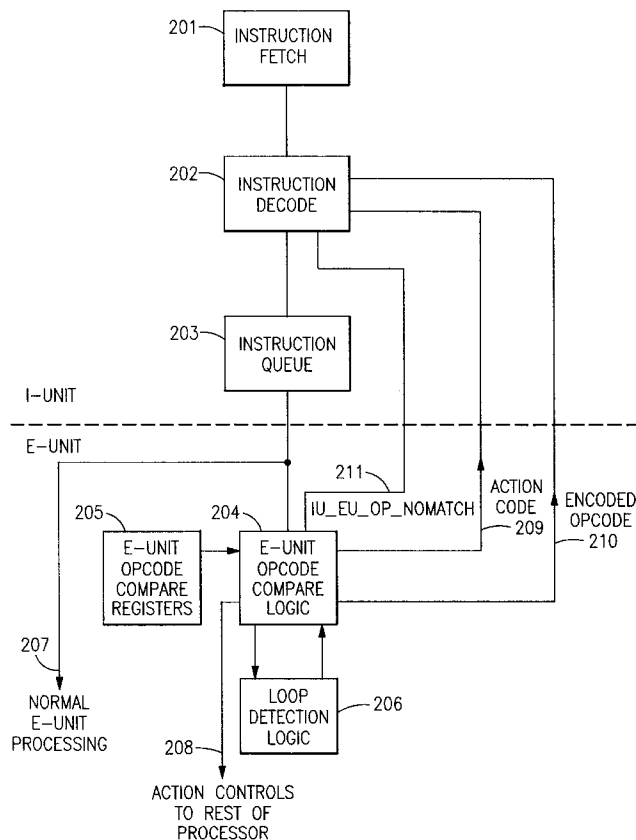 201
INSTRUCTION
FETCH
202
INSTRUCTION
DECODE
203
INSTRUCTION
QUEUE
I-UNIT
E-UNIT
211
IU_EU_OP_NOMATCH
ACTION
CODE
209
ENCODED
OPCODE
210
205
E-UNIT
OPCODE
COMPARE
REGISTERS
204
E-UNIT
OPCODE
COMPARE
LOGIC
207
NORMAL
E-UNIT
PROCESSING
LOOP
DETECTION
LOGIC
206
208
ACTION CONTROLS
TO REST OF
PROCESSOR